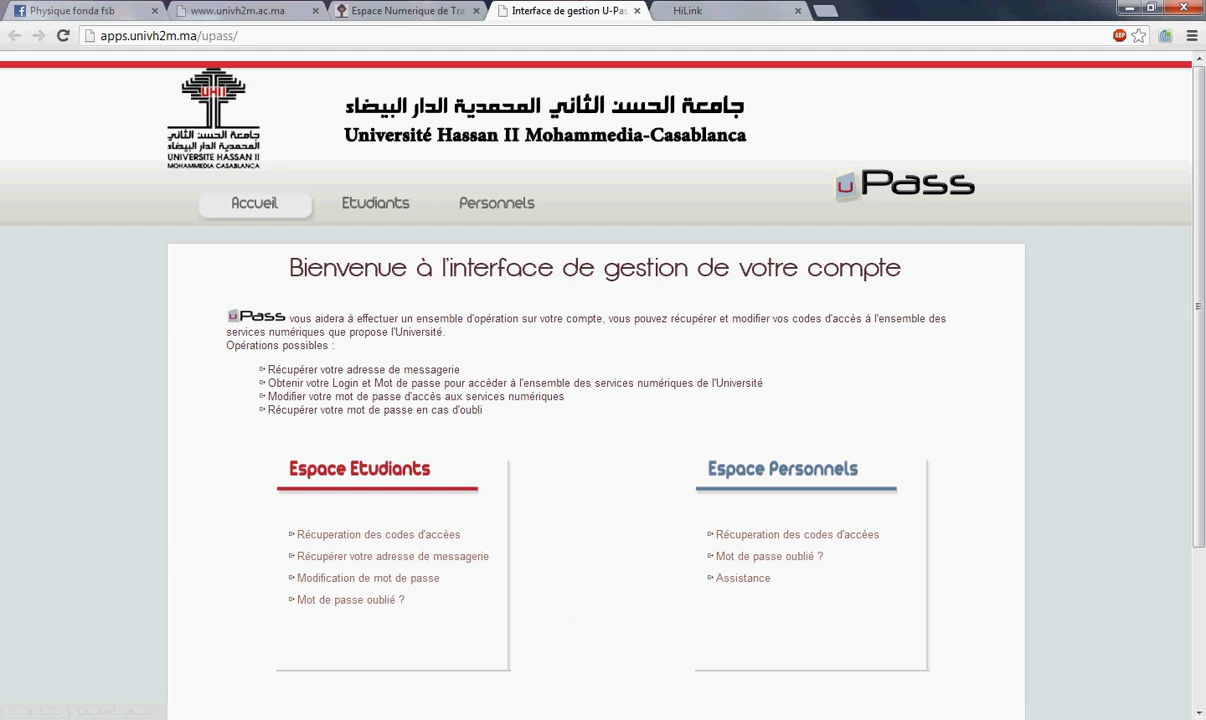 Physique fonda fsb
www.univh2m.ac.ma
Espace Numerique de Tra
Interface de gestion U-Pas
HiLink
apps.univh2m.ma/upass/
ABP
UHII
جامعة الحسن الثاني
المحمدية الدار البيضاء
UNIVERSITE HASSAN II
MOHAMMEDIA CASABLANCA
جامعة الحسن الثاني المحمدية الدار البيضاء
Université Hassan II Mohammedia-Casablanca
u Pass
Accueil
Etudiants
Personnels
Bienvenue à l'interface de gestion de votre compte
u Pass vous aidera à effectuer un ensemble d'opération sur votre compte, vous pouvez récupérer et modifier vos codes d'accès à l'ensemble des
services numériques que propose l'Université.
Opérations possibles :
Récupérer votre adresse de messagerie
Obtenir votre Login et Mot de passe pour accèder à l'ensemble des services numériques de l'Université
Modifier votre mot de passe d'accès aux services numériques
Récupérer votre mot de passe en cas d'oubli
Espace Etudiants
Récuperation des codes d'accèes
Récupérer votre adresse de messagerie
Modification de mot de passe
Mot de passe oublié ?
Espace Personnels
Récuperation des codes d'accèes
Mot de passe oublié ?
Assistance